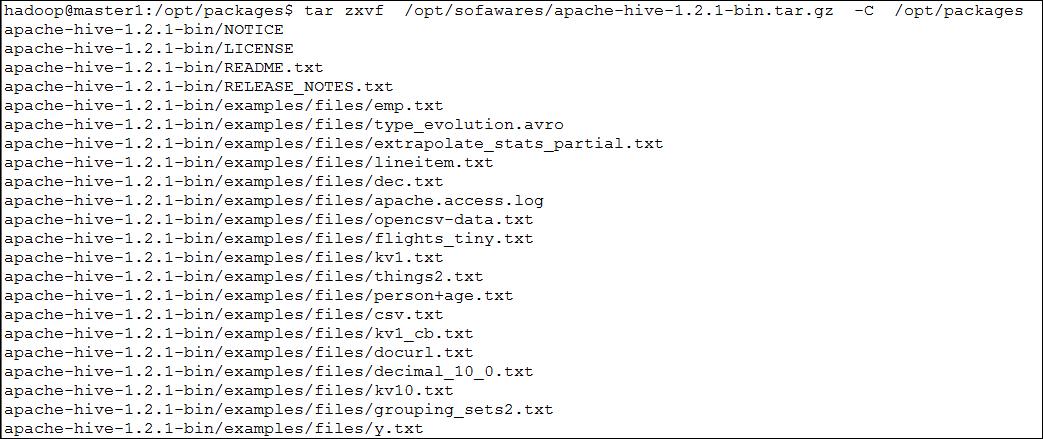 hadoop@master1:/opt/packages$ tar zxvf  /opt/sofawares/apache-hive-1.2.1-bin.tar.gz  -C  /opt/packages
apache-hive-1.2.1-bin/NOTICE
apache-hive-1.2.1-bin/LICENSE
apache-hive-1.2.1-bin/README.txt
apache-hive-1.2.1-bin/RELEASE_NOTES.txt
apache-hive-1.2.1-bin/examples/files/emp.txt
apache-hive-1.2.1-bin/examples/files/type_evolution.avro
apache-hive-1.2.1-bin/examples/files/extrapolate_stats_partial.txt
apache-hive-1.2.1-bin/examples/files/lineitem.txt
apache-hive-1.2.1-bin/examples/files/dec.txt
apache-hive-1.2.1-bin/examples/files/apache.access.log
apache-hive-1.2.1-bin/examples/files/opencsv-data.txt
apache-hive-1.2.1-bin/examples/files/flights_tiny.txt
apache-hive-1.2.1-bin/examples/files/kv1.txt
apache-hive-1.2.1-bin/examples/files/things2.txt
apache-hive-1.2.1-bin/examples/files/person+age.txt
apache-hive-1.2.1-bin/examples/files/csv.txt
apache-hive-1.2.1-bin/examples/files/kv1_cb.txt
apache-hive-1.2.1-bin/examples/files/docurl.txt
apache-hive-1.2.1-bin/examples/files/decimal_10_0.txt
apache-hive-1.2.1-bin/examples/files/kv10.txt
apache-hive-1.2.1-bin/examples/files/grouping_sets2.txt
apache-hive-1.2.1-bin/examples/files/y.txt